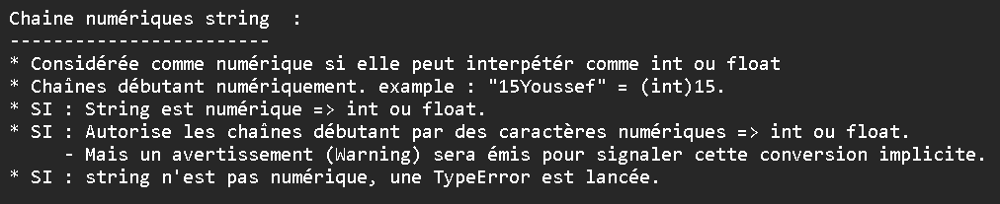 Chaine numériques string  :
------------------------
* Considérée comme numérique si elle peut interpétér comme int ou float
* Chaînes débutant numériquement. example : "15Youssef" = (int)15.
* SI : String est numérique => int ou float.
* SI : Autorise les chaînes débutant par des caractères numériques => int ou float.
     - Mais un avertissement (Warning) sera émis pour signaler cette conversion implicite.
* SI : string n'est pas numérique, une TypeError est lancée.